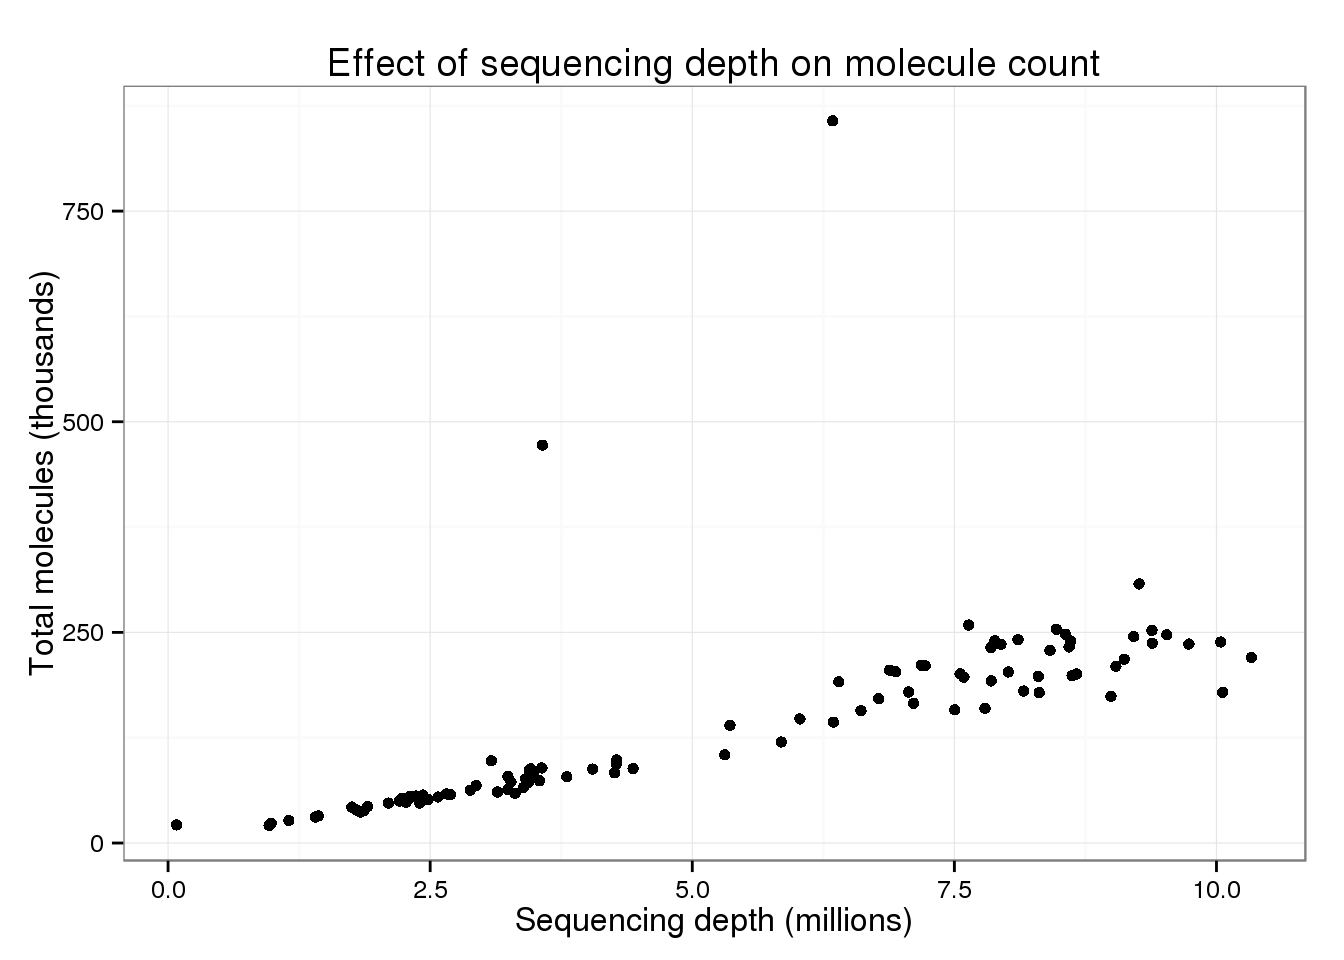 Effect of sequencing depth on molecule count
Total molecules (thousands)
750
500
250
0
0.0 2.5 5.0 7.5 10.0
Sequencing depth (millions)